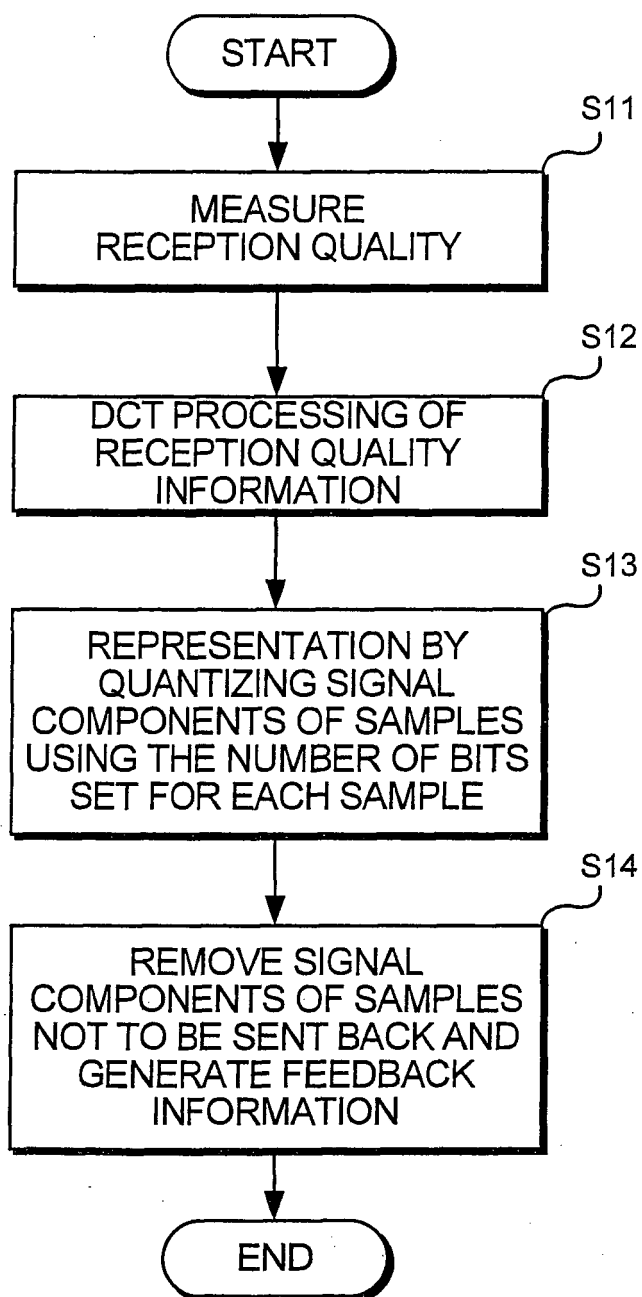 START
S11
MEASURE
RECEPTION QUALITY
S12
DCT PROCESSING OF
RECEPTION QUALITY
INFORMATION
S13
REPRESENTATION BY
QUANTIZING SIGNAL
COMPONENTS OF SAMPLES
USING THE NUMBER OF BITS
SET FOR EACH SAMPLE
S14
REMOVE SIGNAL
COMPONENTS OF SAMPLES
NOT TO BE SENT BACK AND
GENERATE FEEDBACK
INFORMATION
END